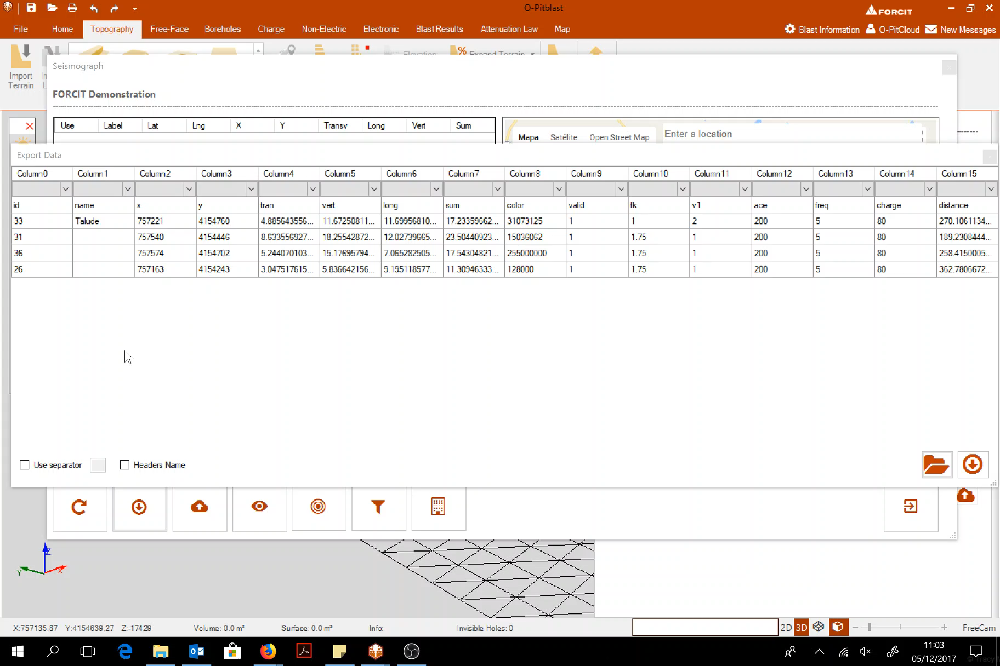 O-Pitblast
FORCIT
File Home Topography Free-Face Boreholes Charge Non-Electric Electronic Blast Results Attenuation Law Map
Blast Information O-PitCloud New Messages
Import Terrain
Elevation
% Expand Terrain
Seismograph
FORCIT Demonstration
Use Label Lat Lng X Y Transv Long Vert Sum
Mapa Satélite Open Street Map Enter a location
Export Data
Column0 Column1 Column2 Column3 Column4 Column5 Column6 Column7 Column8 Column9 Column10 Column11 Column12 Column13 Column14 Column15
id name x y tran vert long sum color valid fk v1 ace freq charge distance
33 Talude 757221 4154760 4.885643556... 11.67250811... 11.69956810... 17.23359662... 31073125 1 1 2 200 5 80 270.1061134...
31 757540 4154446 8.633556927... 18.25542872... 12.02739665... 23.50440923... 15036062 1 1.75 1 200 5 80 189.2308444...
36 757574 4154702 5.244070103... 15.17695794... 7.065282505... 17.54304821... 255000000 1 1.75 1 200 5 80 258.4150005...
26 757163 4154243 3.047517615... 5.836642156... 9.195118577... 11.30946333... 128000 1 1.75 1 200 5 80 362.7806672...
Use separator Headers Name
Z
Y X
X:757135,87 Y:4154639,27 Z:-174,29 Volume: 0.0 m³ Surface: 0.0 m² Info: Invisible Holes: 0 2D 3D FreeCam
11:03
05/12/2017